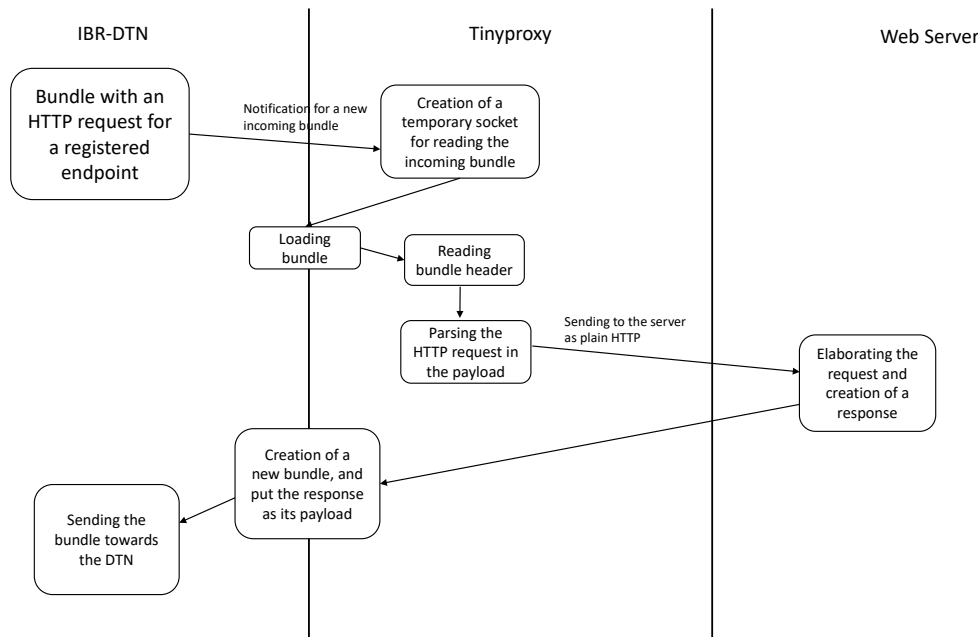 IBR-DTN
Tinyproxy
Web Server
Bundle with an
HTTP request for
a registered
endpoint
Notification for a new
incoming bundle
Creation of a
temporary socket
for reading the
incoming bundle
Loading
bundle
Reading
bundle header
Parsing the
HTTP request in
the payload
Sending to the server
as plain HTTP
Elaborating the
request and
creation of a
response
Creation of a
new bundle, and
put the response
as its payload
Sending the
bundle towards
the DTN